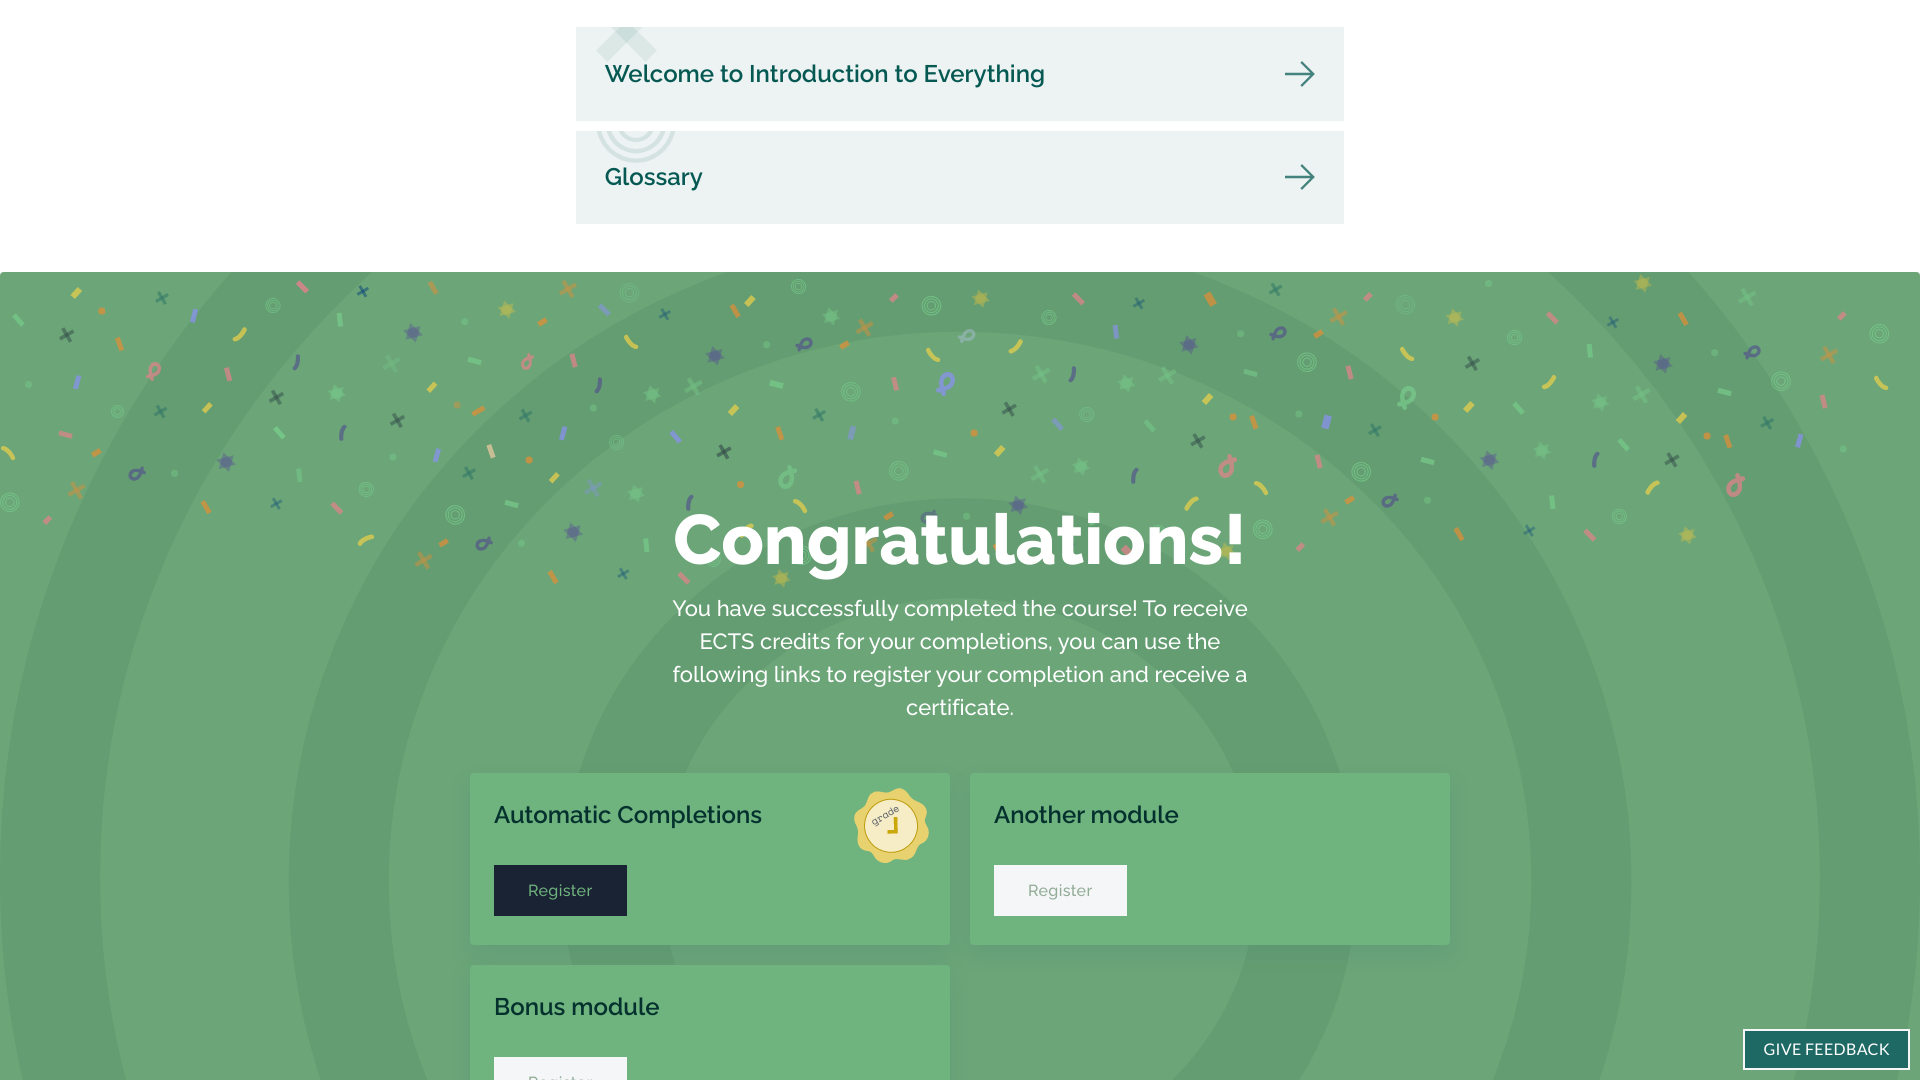 Welcome to Introduction to Everything
Glossary
Congratulations!
You have successfully completed the course! To receive
ECTS credits for your completions, you can use the
following links to register your completion and receive a
certificate.
Automatic Completions
grade
Register
Another module
Register
Bonus module
Register
GIVE FEEDBACK